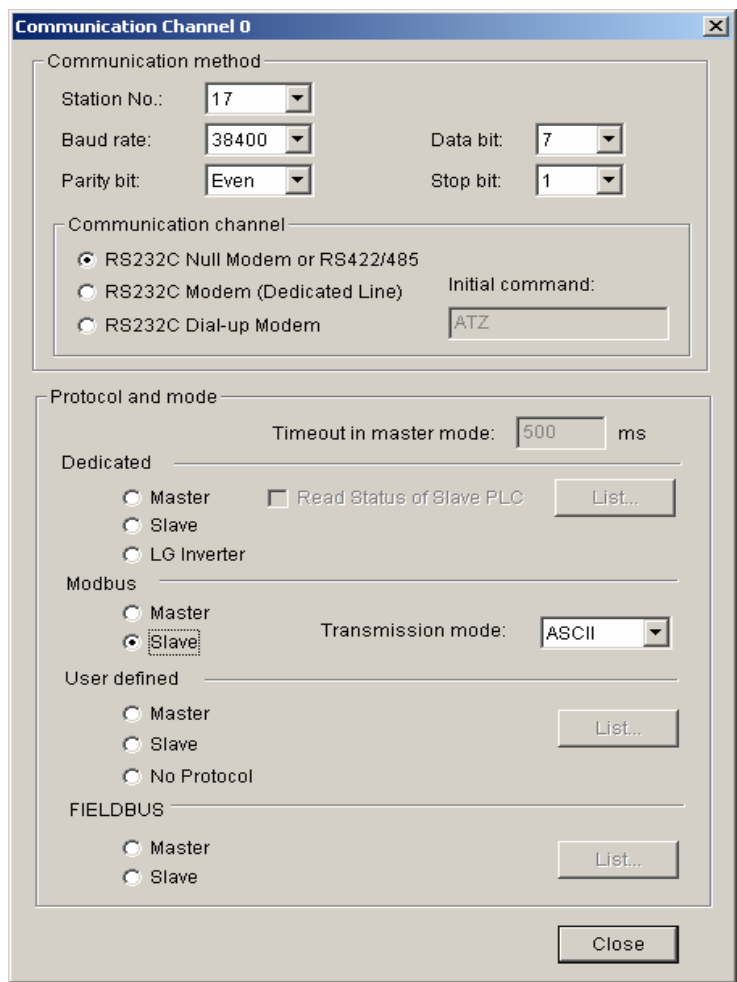 Communication Channel 0
Communication method
Station No.: 17
Baud rate: 38400 Data bit: 7
Parity bit: Even Stop bit: 1
Communication channel
RS232C Null Modem or RS422/485
RS232C Modem (Dedicated Line) Initial command:
RS232C Dial-up Modem ATZ
Protocol and mode
Timeout in master mode: 500 ms
Dedicated
Master Read Status of Slave PLC List...
Slave
LG Inverter
Modbus
Master
Slave Transmission mode: ASCII
User defined
Master
List...
Slave
No Protocol
FIELDBUS
Master
List...
Slave
Close